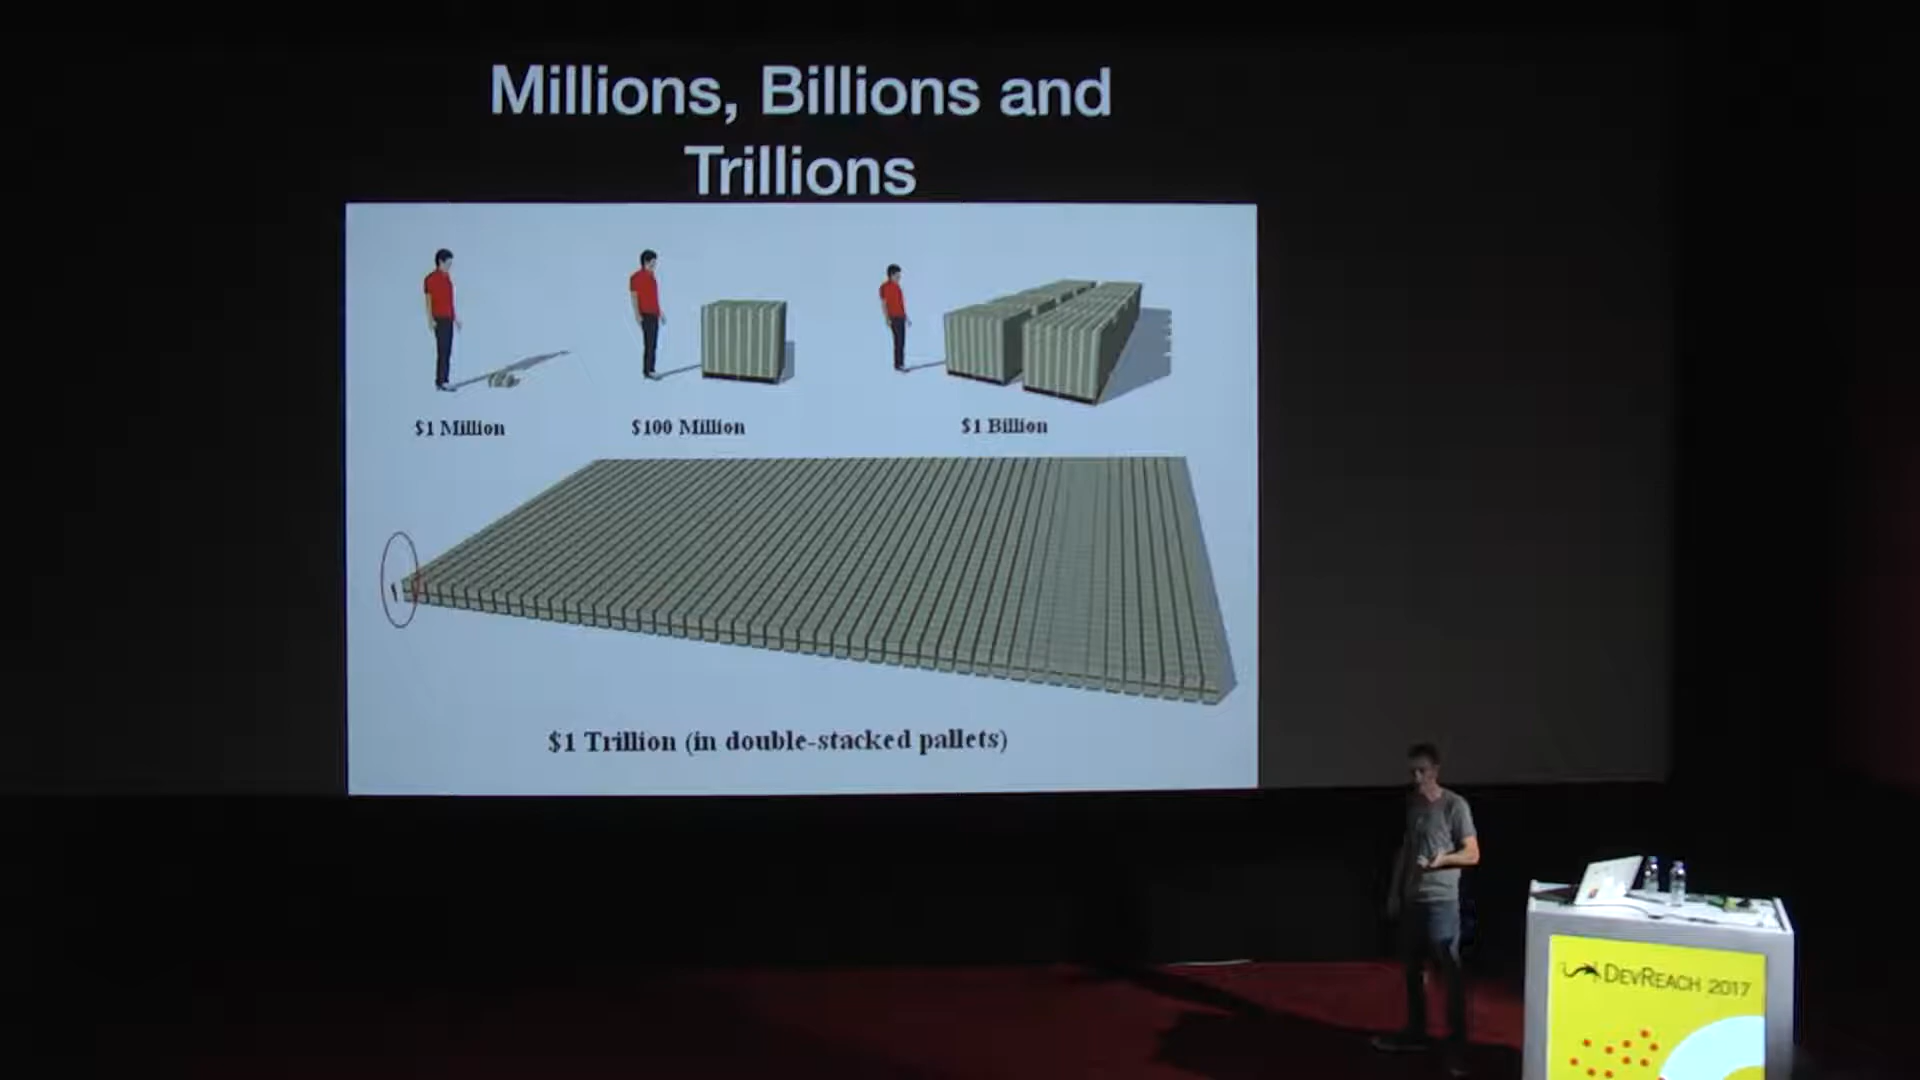 Millions, Billions and
Trillions
$1 Million
$100 Million
$1 Billion
$1 Trillion (in double-stacked pallets)
DEVREACH 2017